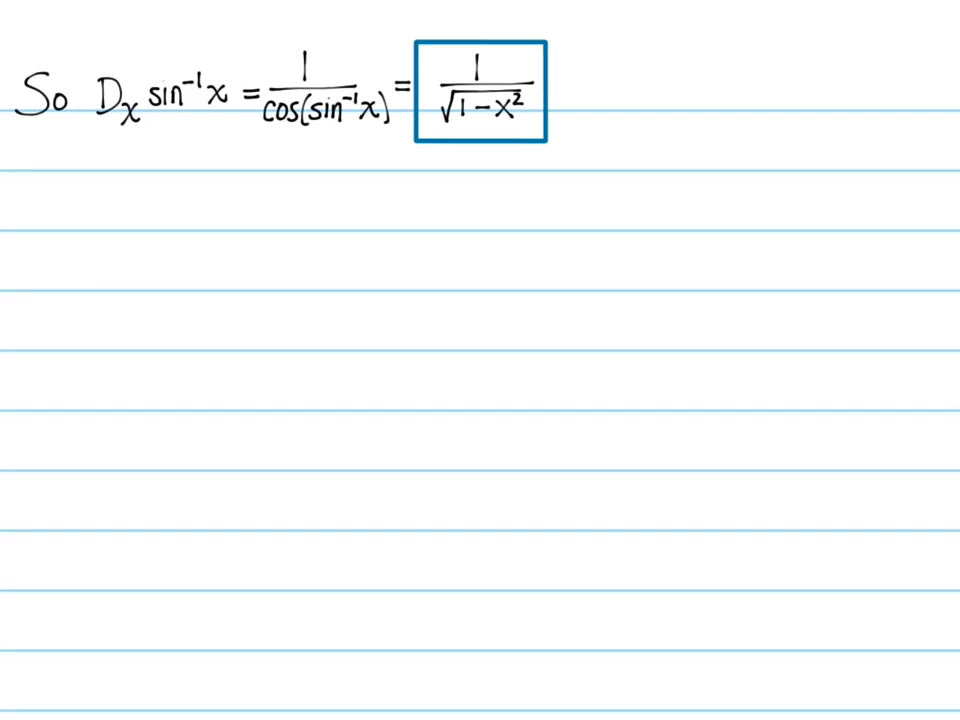 So Dₓ sin⁻¹x = 1/cos(sin⁻¹x) = 1/√(1-x²)